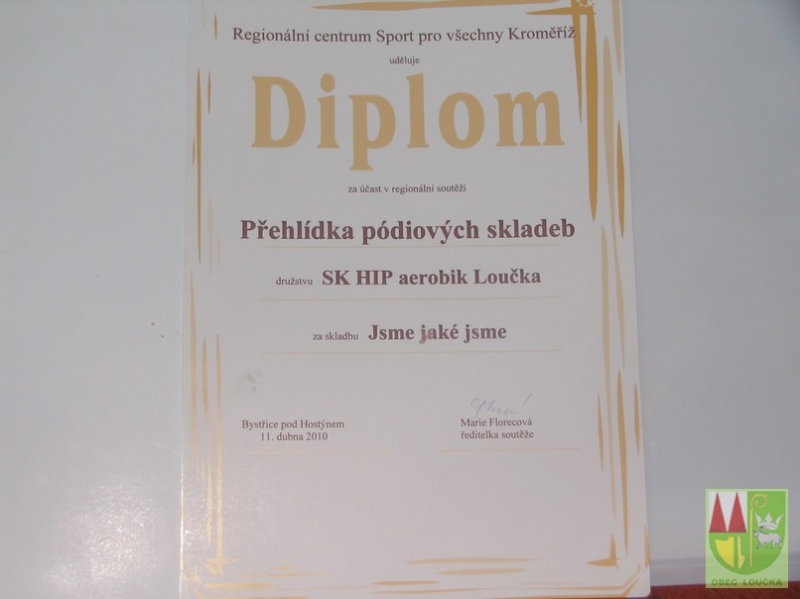 Regionální centrum Sport pro všechny Kroměříž
uděluje
Diplom
za účast v regionální soutěži
Přehlídka pódiových skladeb
družstvu SK HIP aerobik Loučka
za skladbu Jsme jaké jsme
Bystřice pod Hostýnem
11. dubna 2010
Marie Florecová
ředitelka soutěže
OBEC LOUČKA